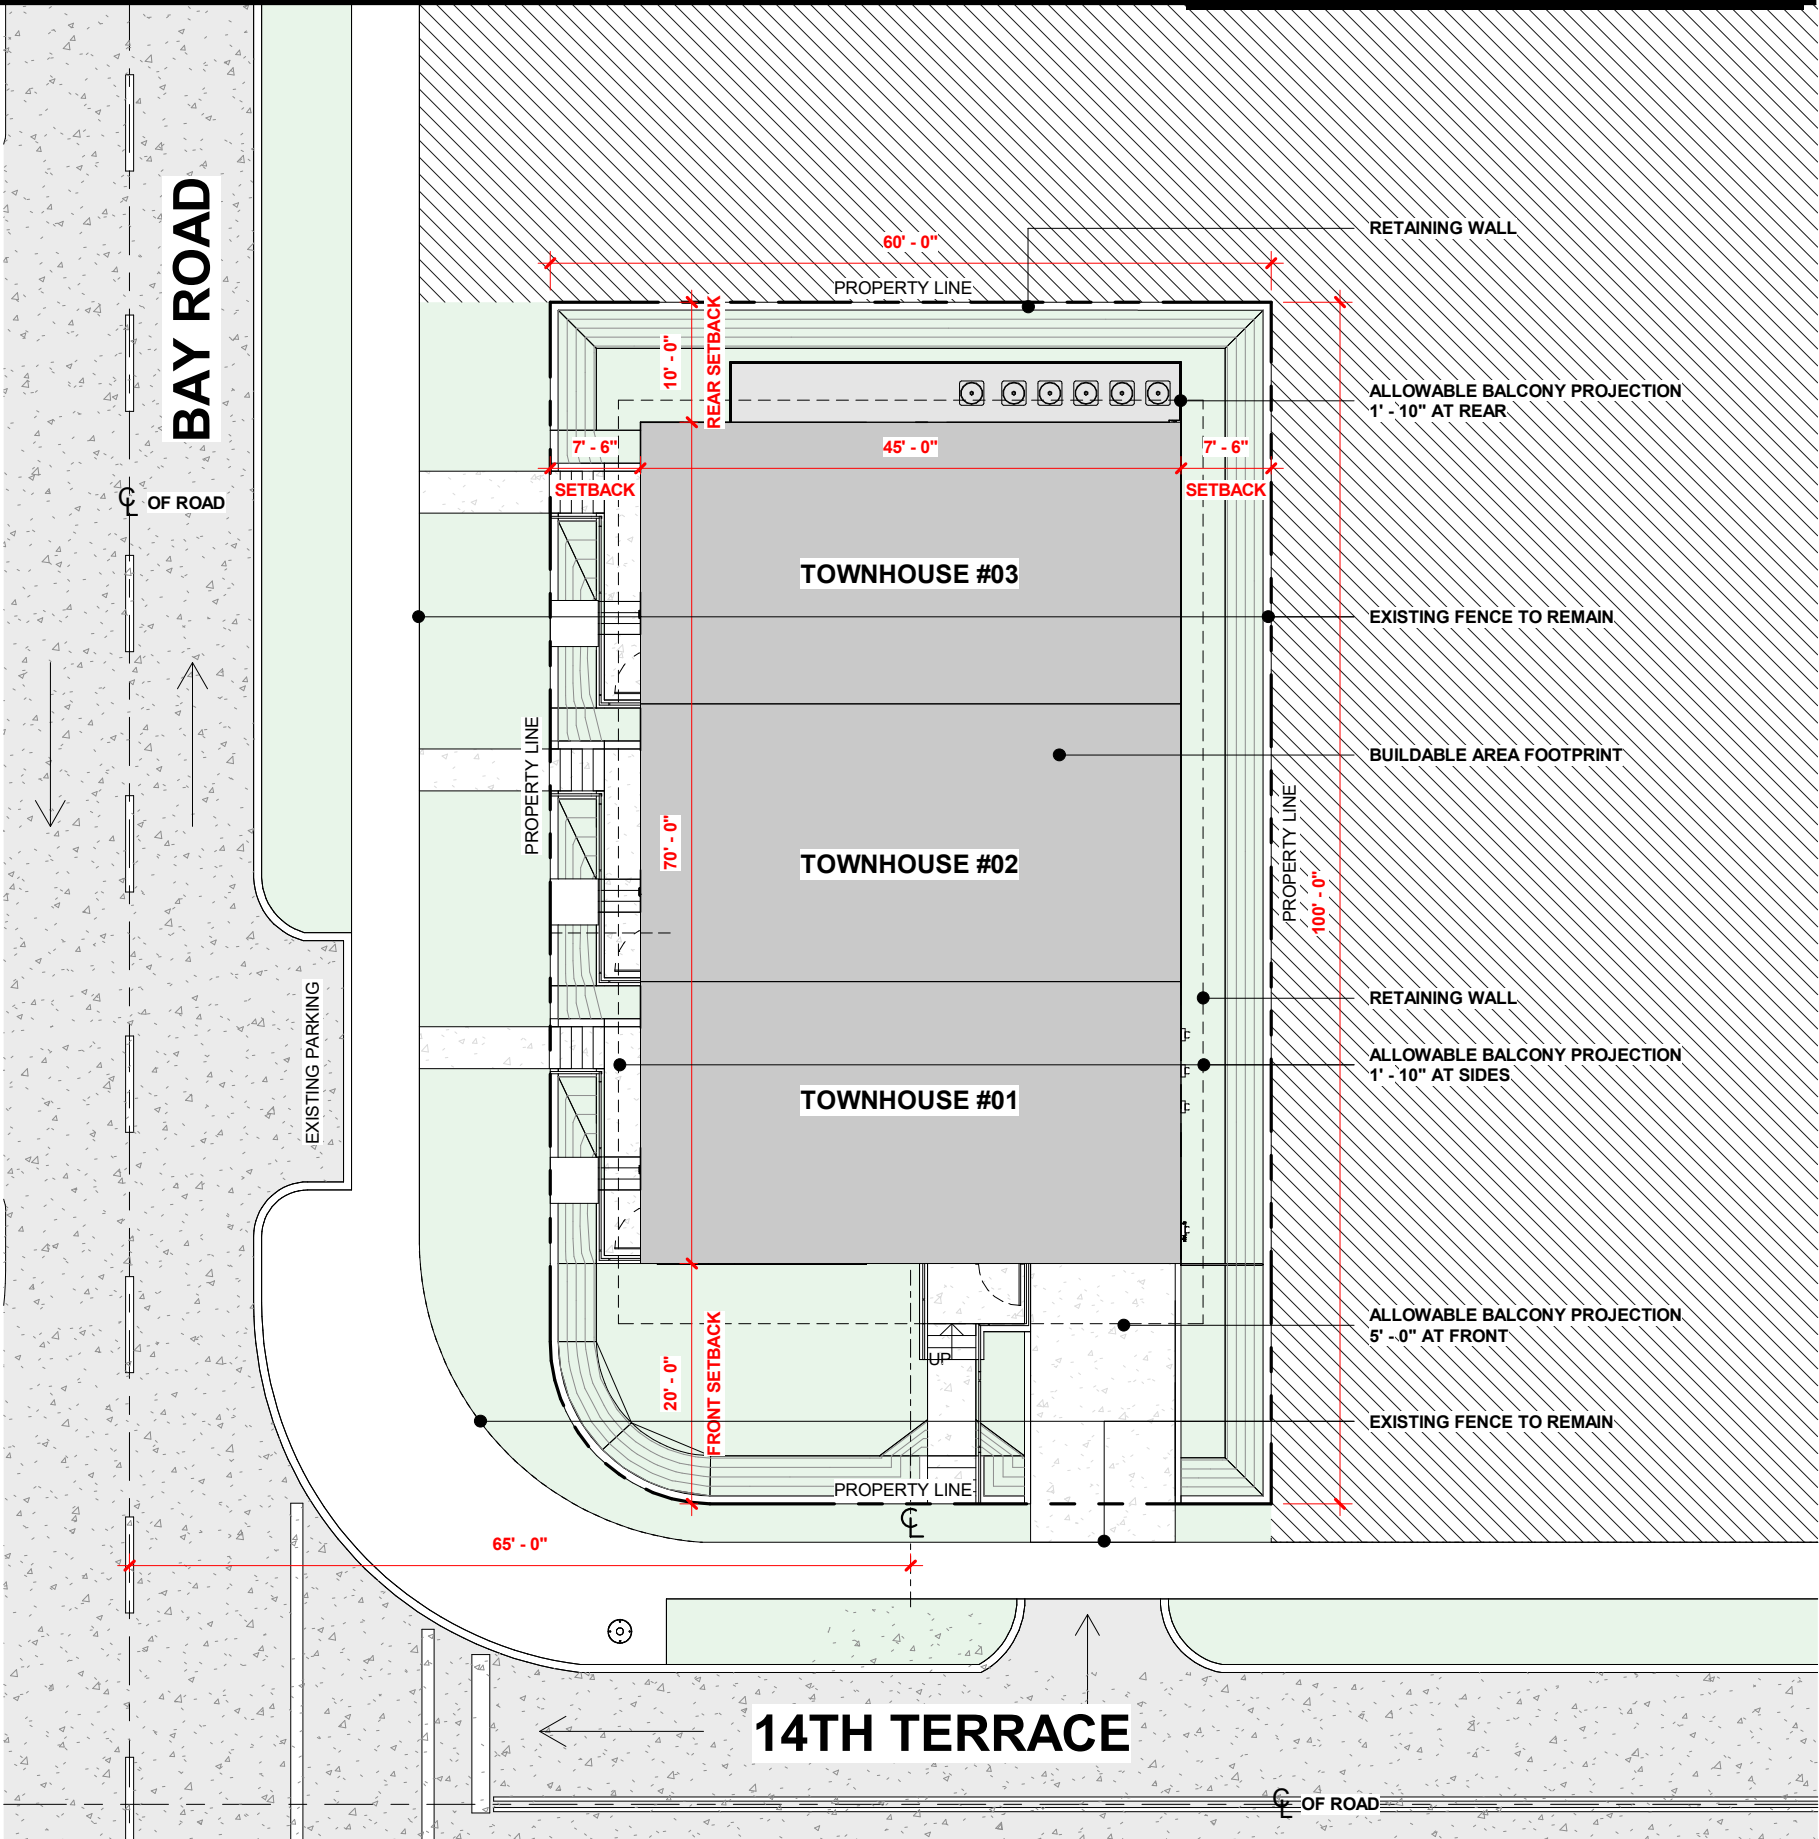 BAY ROAD
RETAINING WALL
60' - 0"
PROPERTY LINE
10' - 0"
REAR SETBACK
ALLOWABLE BALCONY PROJECTION
1' - 10" AT REAR
7' - 6"
45' - 0"
7' - 6"
SETBACK
SETBACK
CL OF ROAD
TOWNHOUSE #03
EXISTING FENCE TO REMAIN
PROPERTY LINE
BUILDABLE AREA FOOTPRINT
70' - 0"
TOWNHOUSE #02
PROPERTY LINE
100' - 0"
EXISTING PARKING
RETAINING WALL
ALLOWABLE BALCONY PROJECTION
1' - 10" AT SIDES
TOWNHOUSE #01
ALLOWABLE BALCONY PROJECTION
5' - 0" AT FRONT
UP
20' - 0"
FRONT SETBACK
EXISTING FENCE TO REMAIN
PROPERTY LINE
CL
65' - 0"
14TH TERRACE
CL OF ROAD